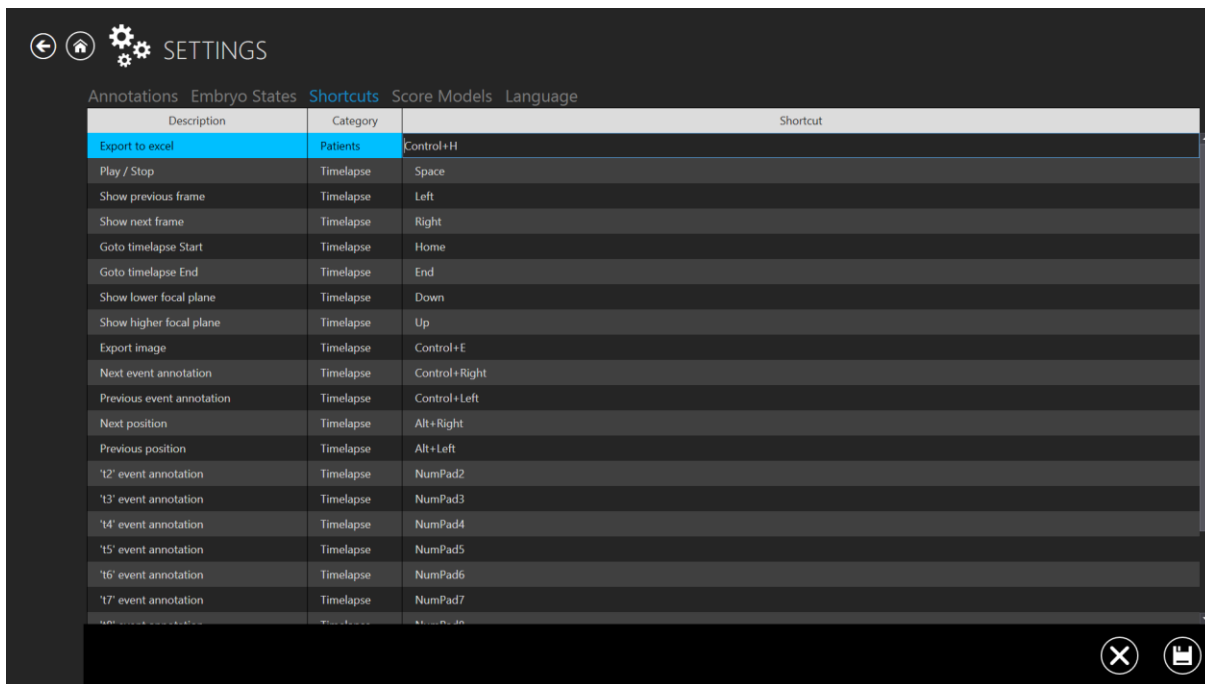 SETTINGS
Annotations Embryo States Shortcuts Score Models Language
Description Category Shortcut
Export to excel Patients Control+H
Play / Stop Timelapse Space
Show previous frame Timelapse Left
Show next frame Timelapse Right
Goto timelapse Start Timelapse Home
Goto timelapse End Timelapse End
Show lower focal plane Timelapse Down
Show higher focal plane Timelapse Up
Export image Timelapse Control+E
Next event annotation Timelapse Control+Right
Previous event annotation Timelapse Control+Left
Next position Timelapse Alt+Right
Previous position Timelapse Alt+Left
't2' event annotation Timelapse NumPad2
't3' event annotation Timelapse NumPad3
't4' event annotation Timelapse NumPad4
't5' event annotation Timelapse NumPad5
't6' event annotation Timelapse NumPad6
't7' event annotation Timelapse NumPad7